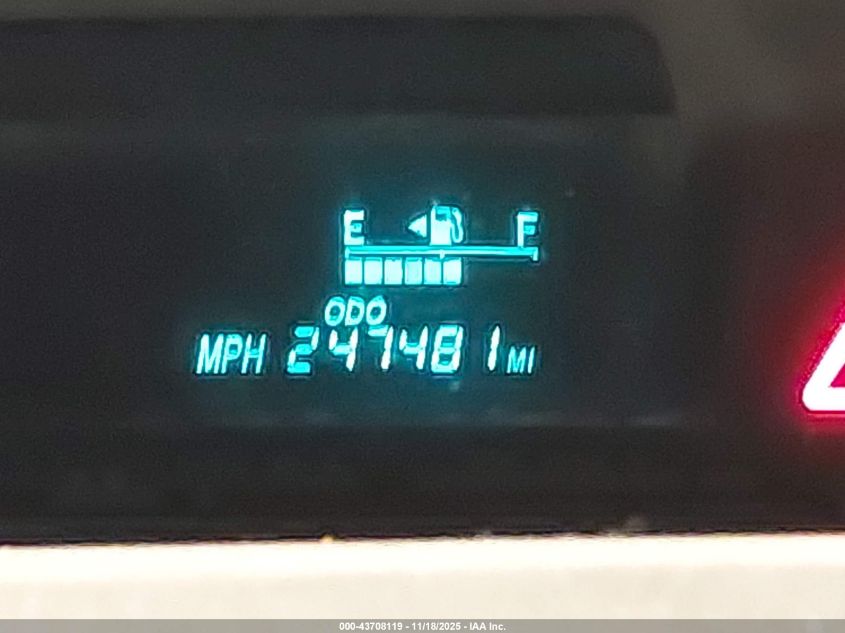 E F
ODO
MPH 247481 MI
000-43708119 - 11/18/2025 - IAA Inc.